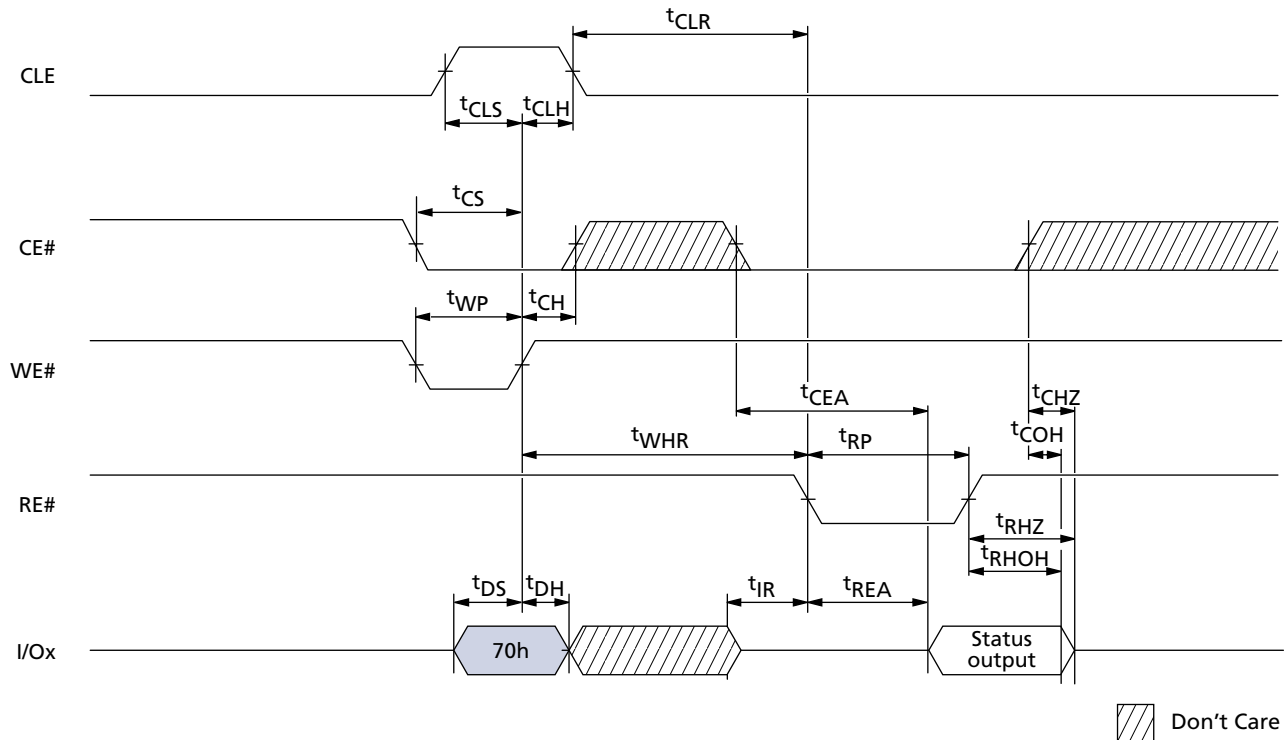 tCLR
CLE
tCLS tCLH
tCS
CE#
tWP tCH
WE#
tCEA tCHZ
tWHR tRP tCOH
RE#
tRHZ
tRHOH
tDS tDH tIR tREA
I/Ox 70h Status
output
Don't Care